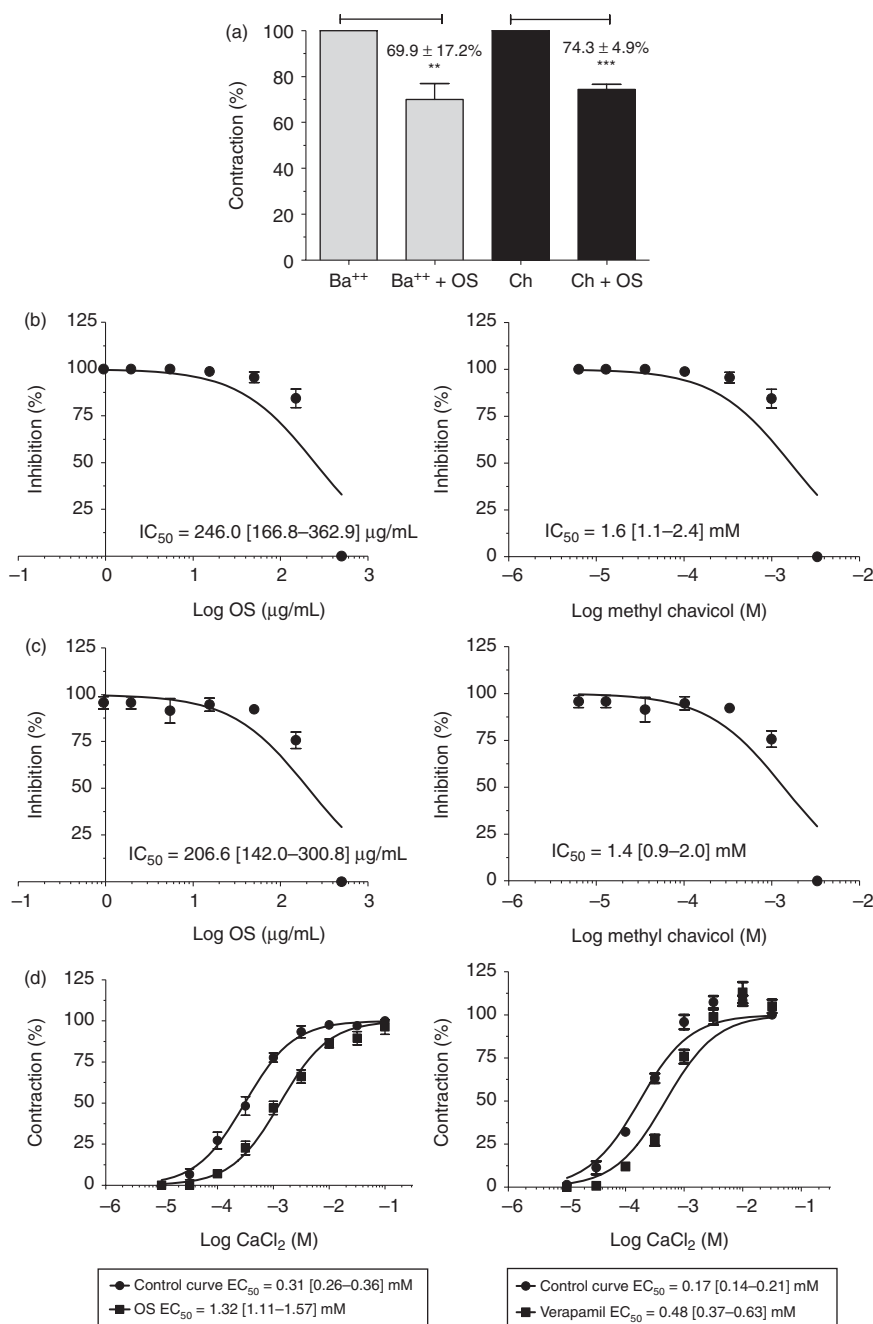 (a)
100
80
60
40
20
0
Contraction (%)
69.9 ± 17.2%
**
74.3 ± 4.9%
***
Ba++
Ba++ + OS
Ch
Ch + OS
(b)
125
100
75
50
25
Inhibition (%)
IC50 = 246.0 [166.8–362.9] μg/mL
–1
0
1
2
3
Log OS (μg/mL)
125
100
75
50
25
0
Inhibition (%)
IC50 = 1.6 [1.1–2.4] mM
–6
–5
–4
–3
–2
Log methyl chavicol (M)
(c)
125
100
75
50
25
Inhibition (%)
IC50 = 206.6 [142.0–300.8] μg/mL
–1
0
1
2
3
Log OS (μg/mL)
125
100
75
50
25
0
Inhibition (%)
IC50 = 1.4 [0.9–2.0] mM
–6
–5
–4
–3
–2
Log methyl chavicol (M)
(d)
125
100
75
50
25
0
Contraction (%)
–6
–5
–4
–3
–2
–1
Log CaCl2 (M)
Control curve EC50 = 0.31 [0.26–0.36] mM
OS EC50 = 1.32 [1.11–1.57] mM
125
100
75
50
25
0
Contraction (%)
–6
–5
–4
–3
–2
–1
Log CaCl2 (M)
Control curve EC50 = 0.17 [0.14–0.21] mM
Verapamil EC50 = 0.48 [0.37–0.63] mM